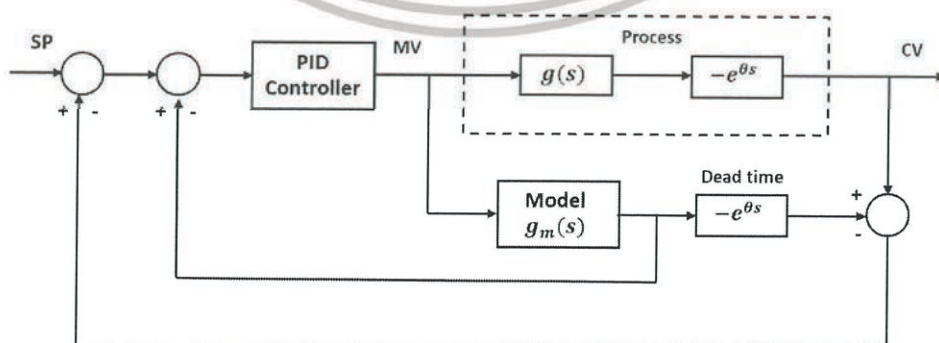 SP
PID
Controller
MV
Process
g(s)
-e^{θs}
CV
+ -
+ -
Model
g_m(s)
Dead time
-e^{θs}
+
-